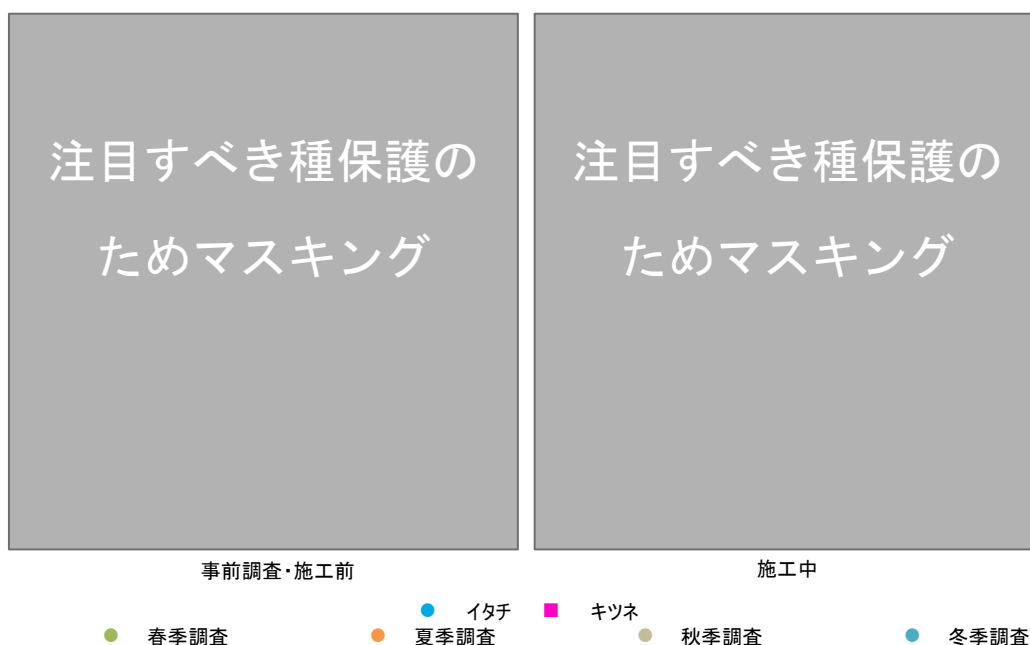 注目すべき種保護の
ためマスキング
注目すべき種保護の
ためマスキング
事前調査・施工前
施工中
イタチ キツネ
春季調査 夏季調査 秋季調査 冬季調査